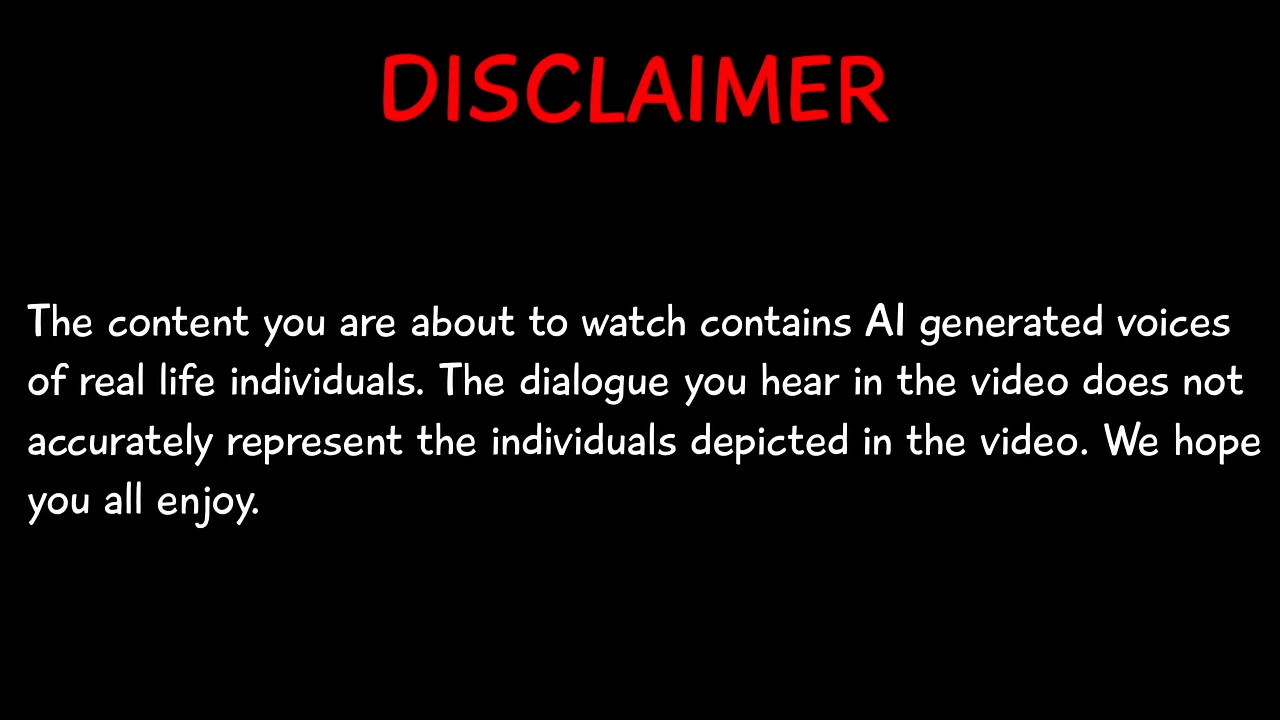 DISCLAIMER
The content you are about to watch contains AI generated voices
of real life individuals. The dialogue you hear in the video does not
accurately represent the individuals depicted in the video. We hope
you all enjoy.